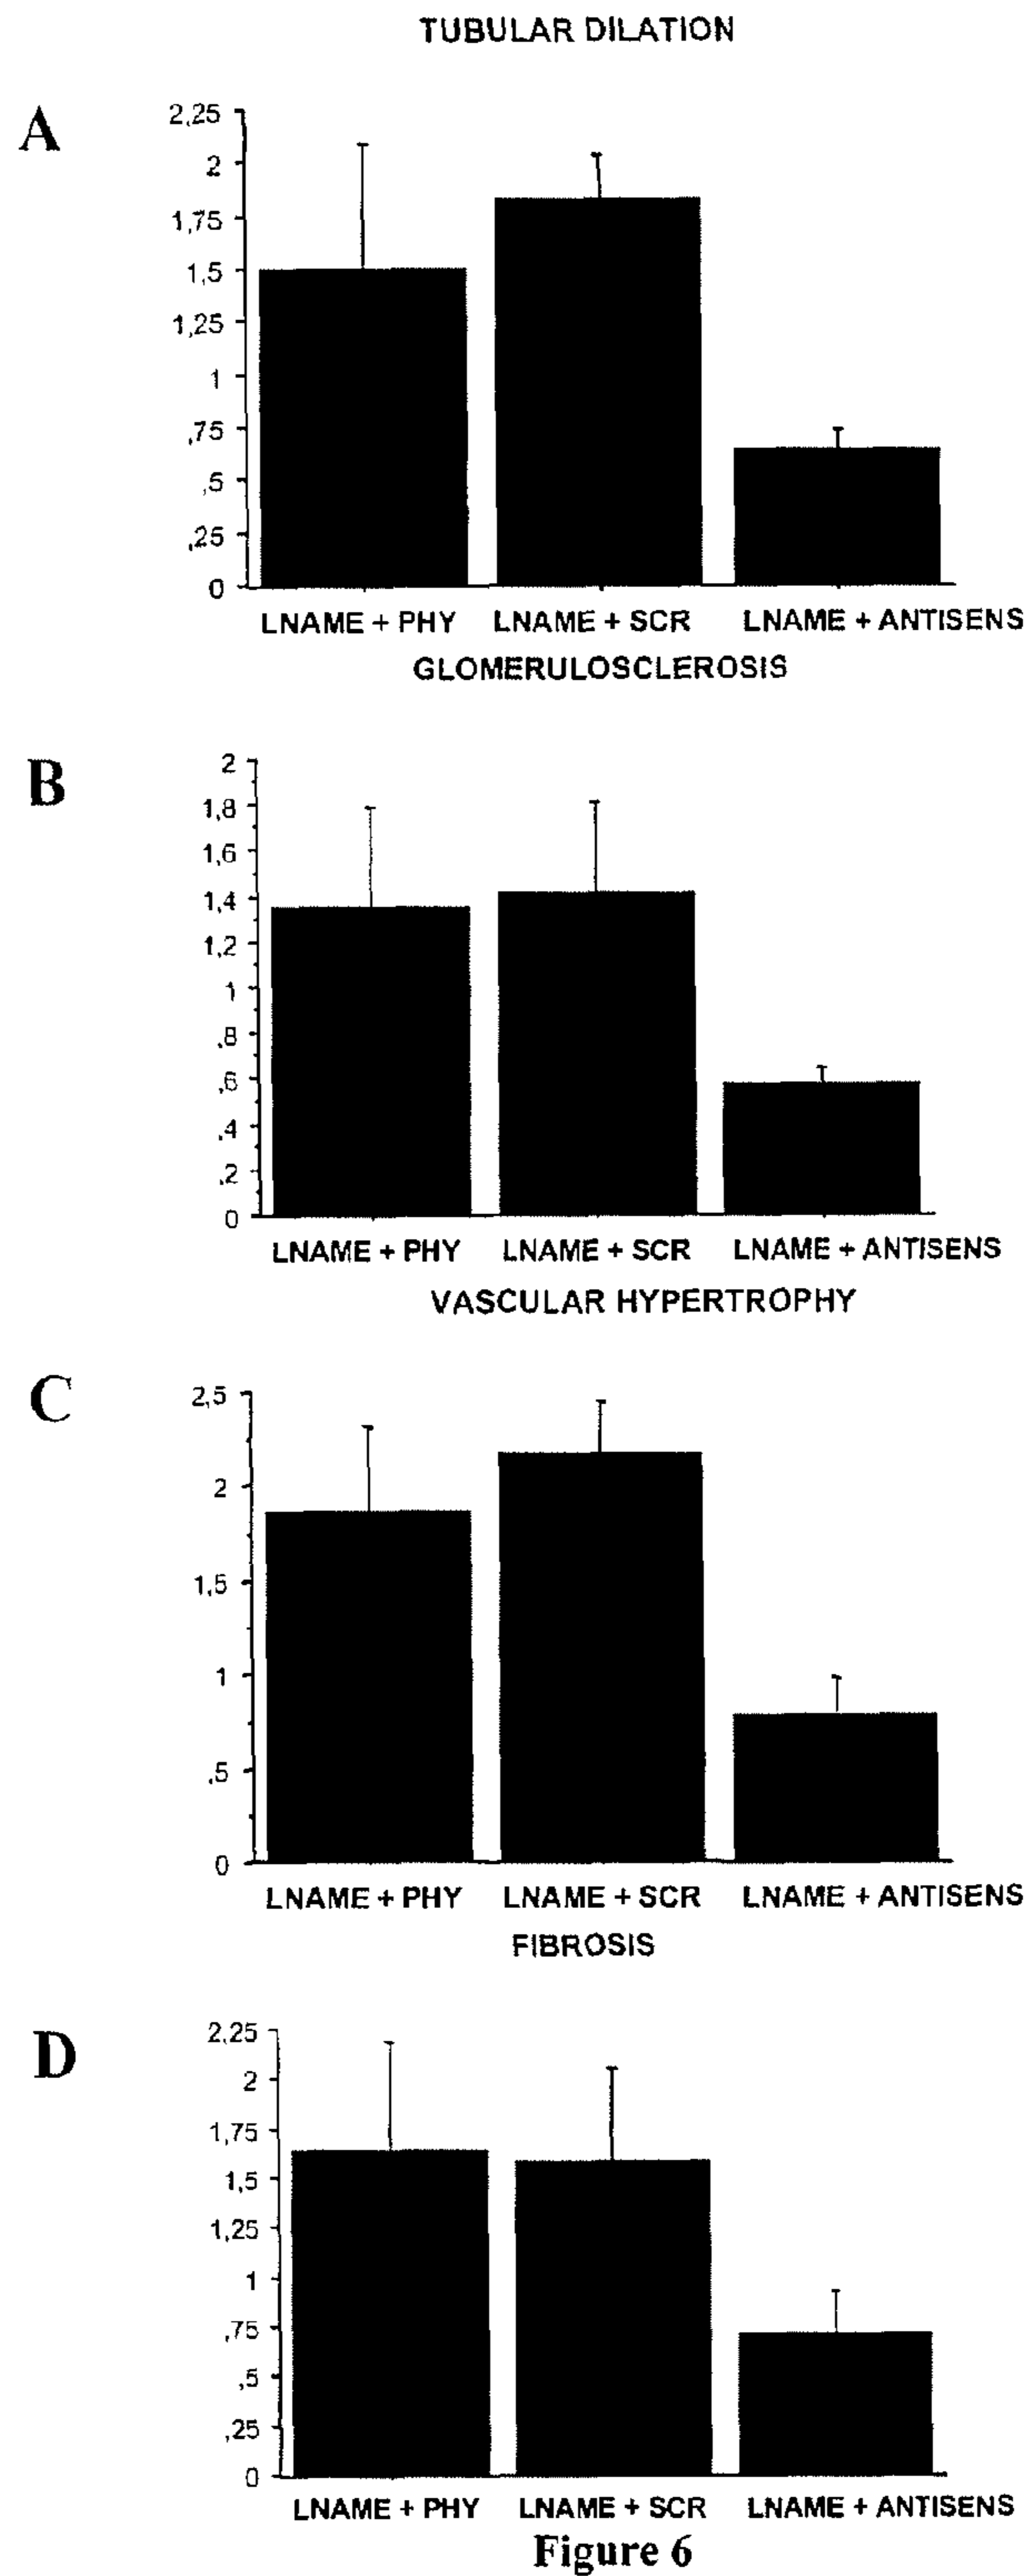 TUBULAR DILATION
A
2,25
2
1,75
1,5
1,25
1
,75
,5
,25
0
LNAME + PHY LNAME + SCR LNAME + ANTISENS
GLOMERULOSCLEROSIS
B
2
1,8
1,6
1,4
1,2
1
,8
,6
,4
,2
0
LNAME + PHY LNAME + SCR LNAME + ANTISENS
VASCULAR HYPERTROPHY
C
2,5
2
1,5
1
,5
0
LNAME + PHY LNAME + SCR LNAME + ANTISENS
FIBROSIS
D
2,25
2
1,75
1,5
1,25
1
,75
,5
,25
0
LNAME + PHY LNAME + SCR LNAME + ANTISENS
Figure 6